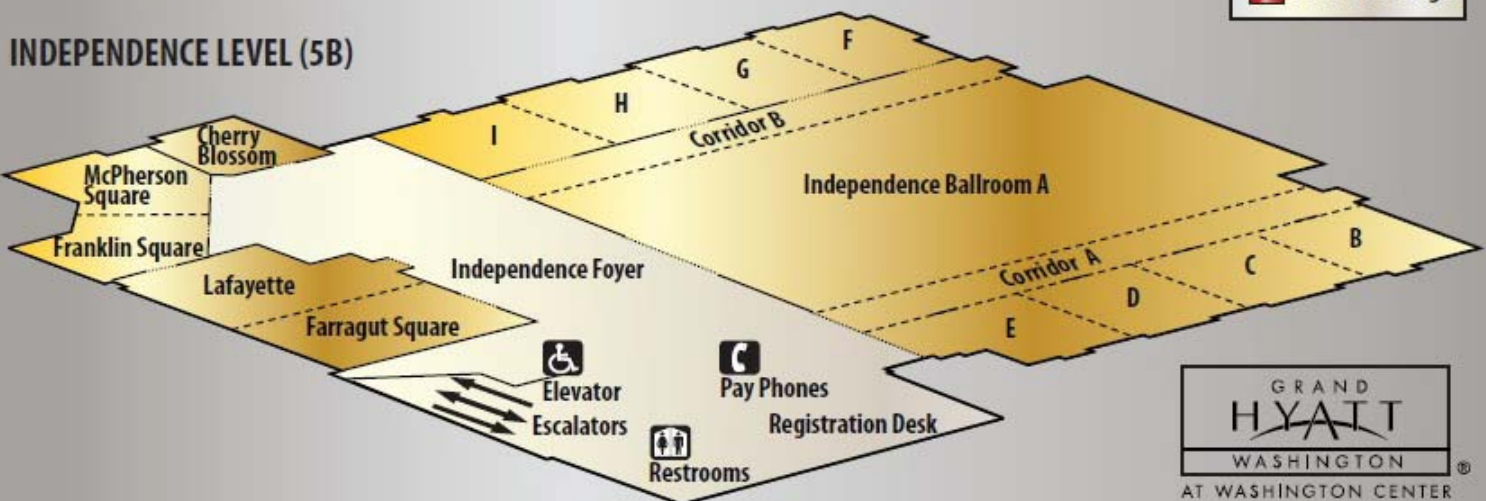 INDEPENDENCE LEVEL (5B)
F
G
H
I
Corridor B
Cherry
Blossom
McPherson
Square
Franklin Square
Lafayette
Farragut Square
Independence Foyer
Independence Ballroom A
Corridor A
B
C
D
E
Elevator
Escalators
Pay Phones
Registration Desk
Restrooms
GRAND
HYATT
WASHINGTON
®
AT WASHINGTON CENTER